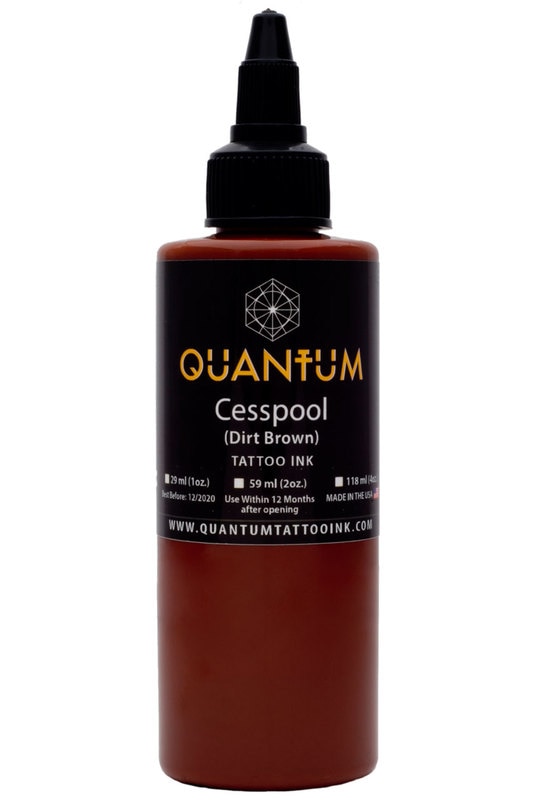 QUANTUM
Cesspool
(Dirt Brown)
TATTOO INK
29 ml (1oz.) 59 ml (2oz.) 118 ml (4oz.
Best Before: 12/2020 Use Within 12 Months MADE IN THE USA
after opening
WWW.QUANTUMTATTOOINK.COM